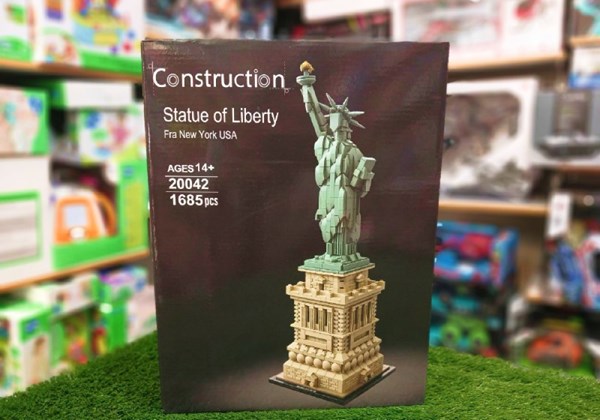 Construction
Statue of Liberty
Fra New York USA
AGES 14+
20042
1685 pcs